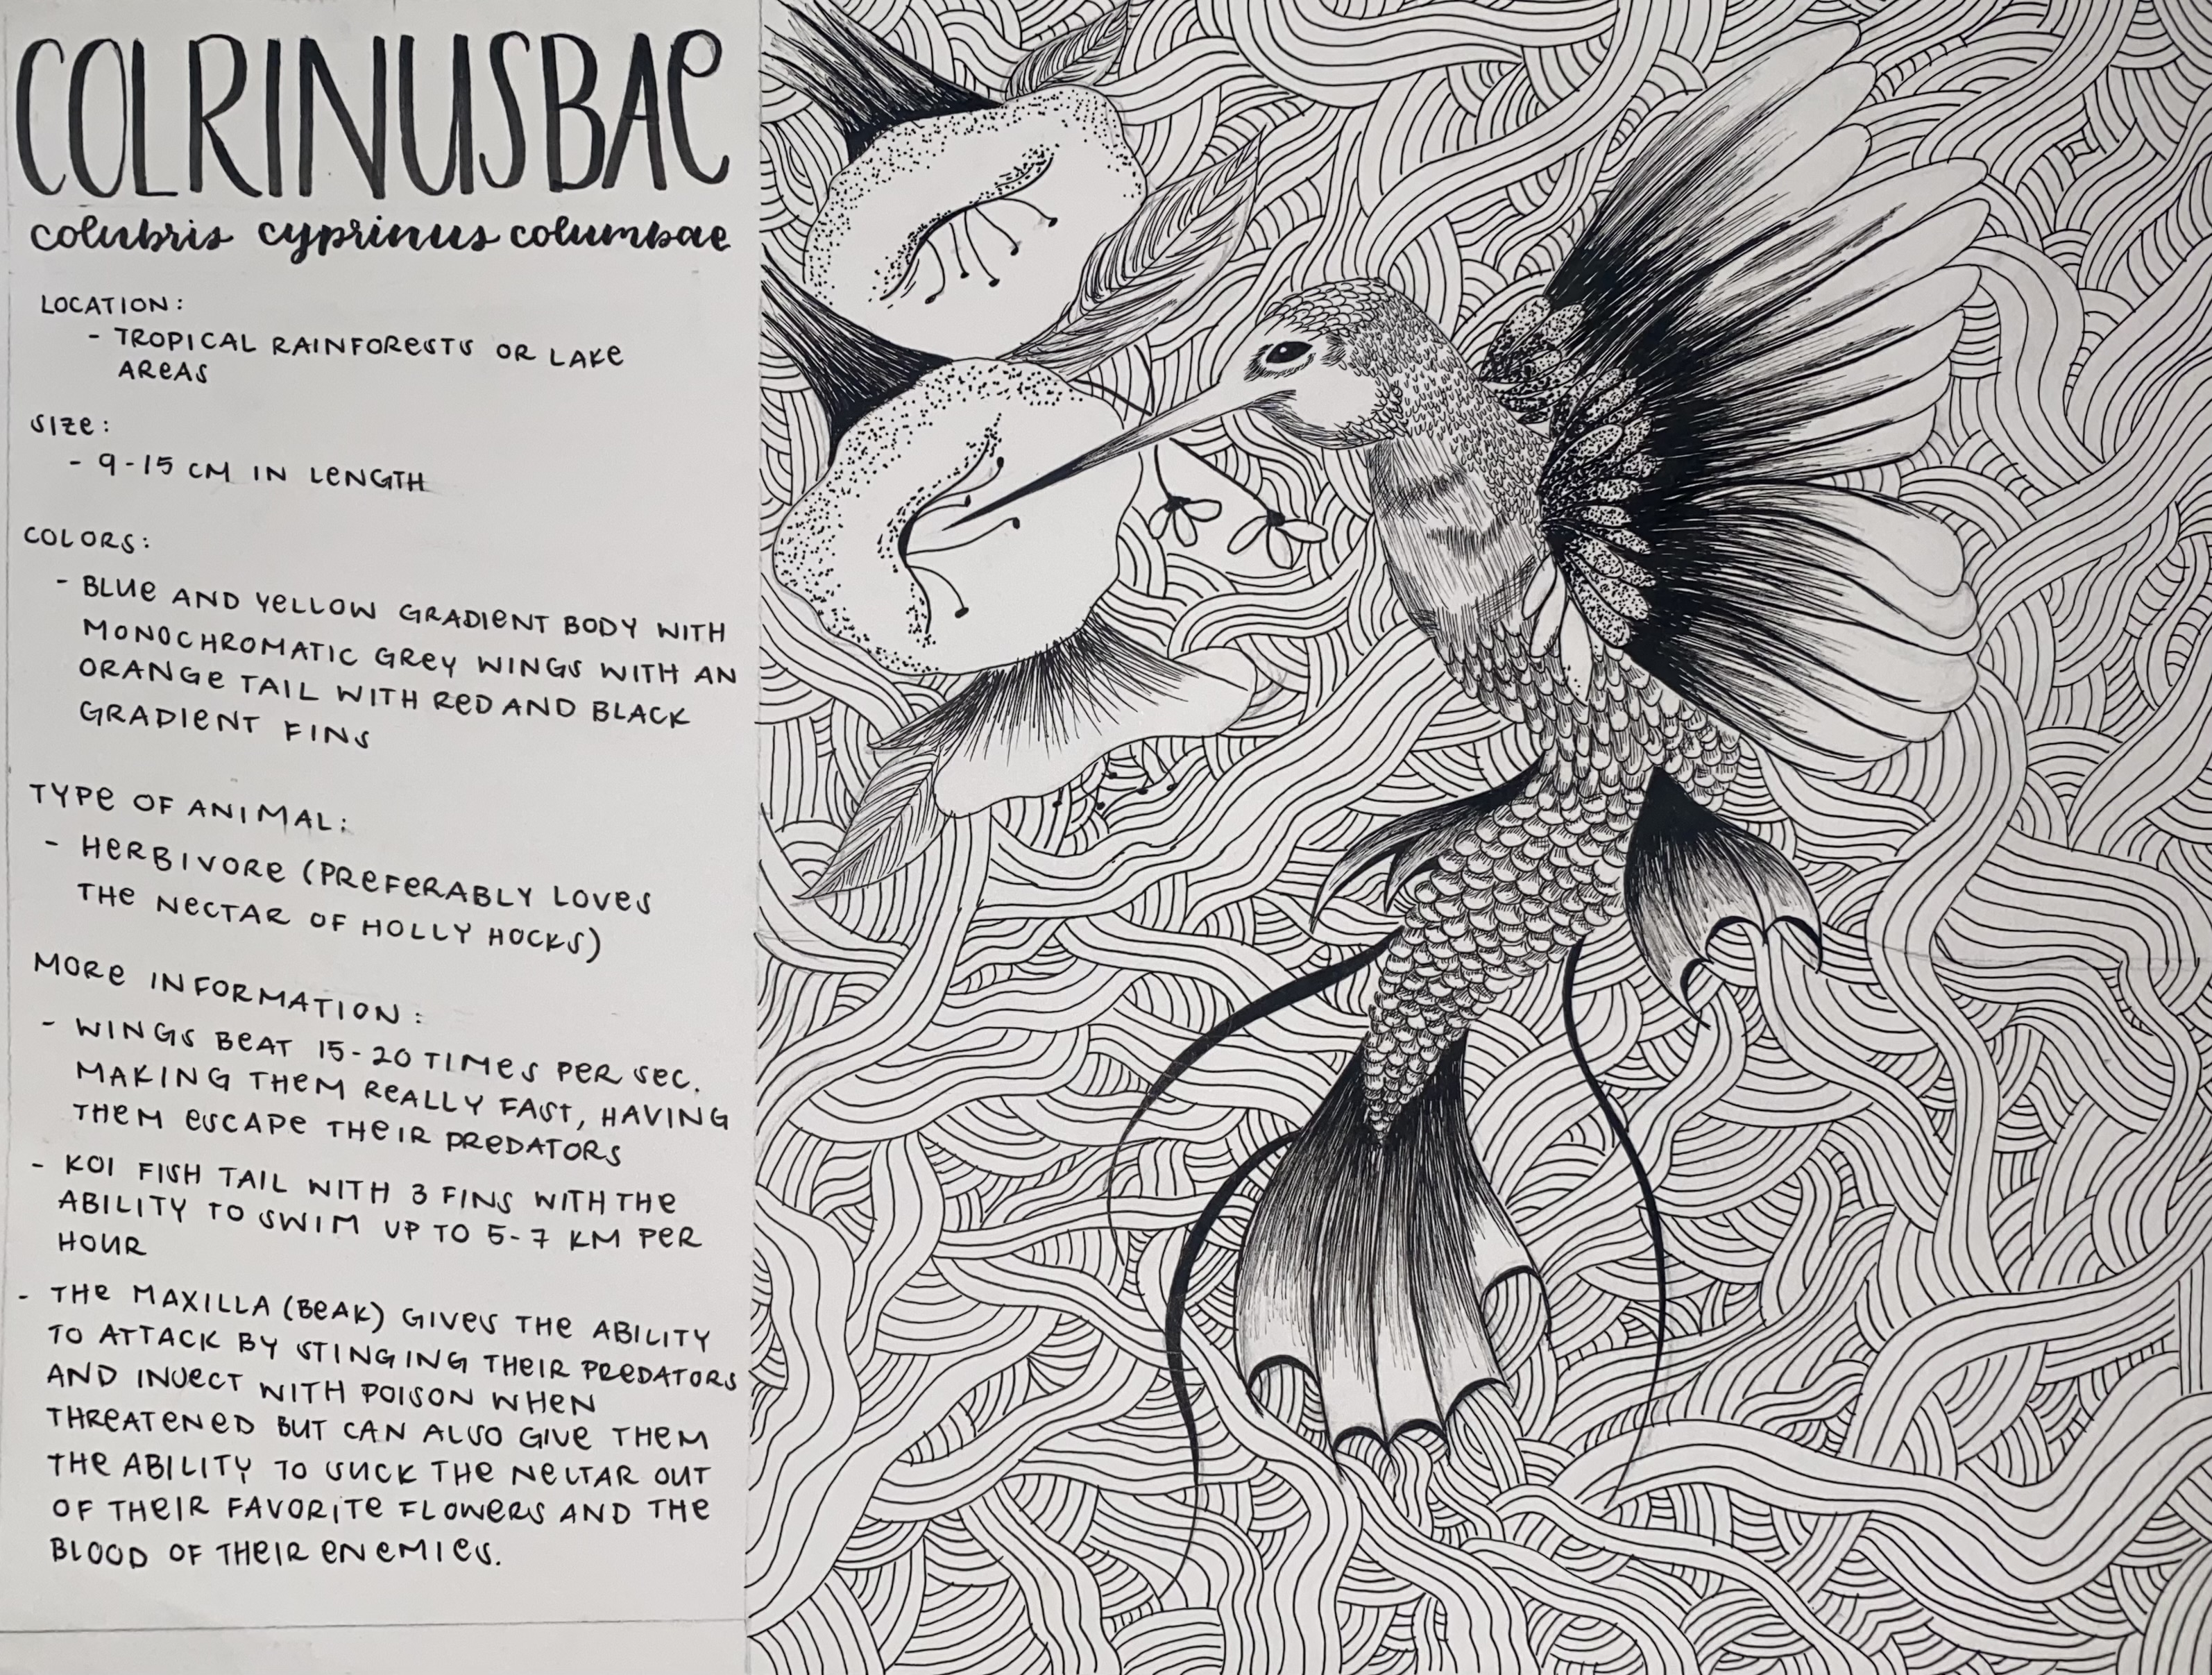 COLRINUSBAE
colubris cyprinus columbae
LOCATION:
- TROPICAL RAINFORESTS OR LAKE
AREAS
SIZE:
- 9-15 CM IN LENGTH
COLORS:
- BLUE AND YELLOW GRADIENT BODY WITH
MONOCHROMATIC GREY WINGS WITH AN
ORANGE TAIL WITH RED AND BLACK
GRADIENT FINS
TYPE OF ANIMAL:
- HERBIVORE (PREFERABLY LOVES
THE NECTAR OF HOLLY HOCKS)
MORE INFORMATION:
- WINGS BEAT 15-20 TIMES PER SEC.
MAKING THEM REALLY FAST, HAVING
THEM ESCAPE THEIR PREDATORS
- KOI FISH TAIL WITH 3 FINS WITH THE
ABILITY TO SWIM UP TO 5-7 KM PER
HOUR
- THE MAXILLA (BEAK) GIVES THE ABILITY
TO ATTACK BY STINGING THEIR PREDATORS
AND INJECT WITH POISON WHEN
THREATENED BUT CAN ALSO GIVE THEM
THE ABILITY TO SUCK THE NECTAR OUT
OF THEIR FAVORITE FLOWERS AND THE
BLOOD OF THEIR ENEMIES.